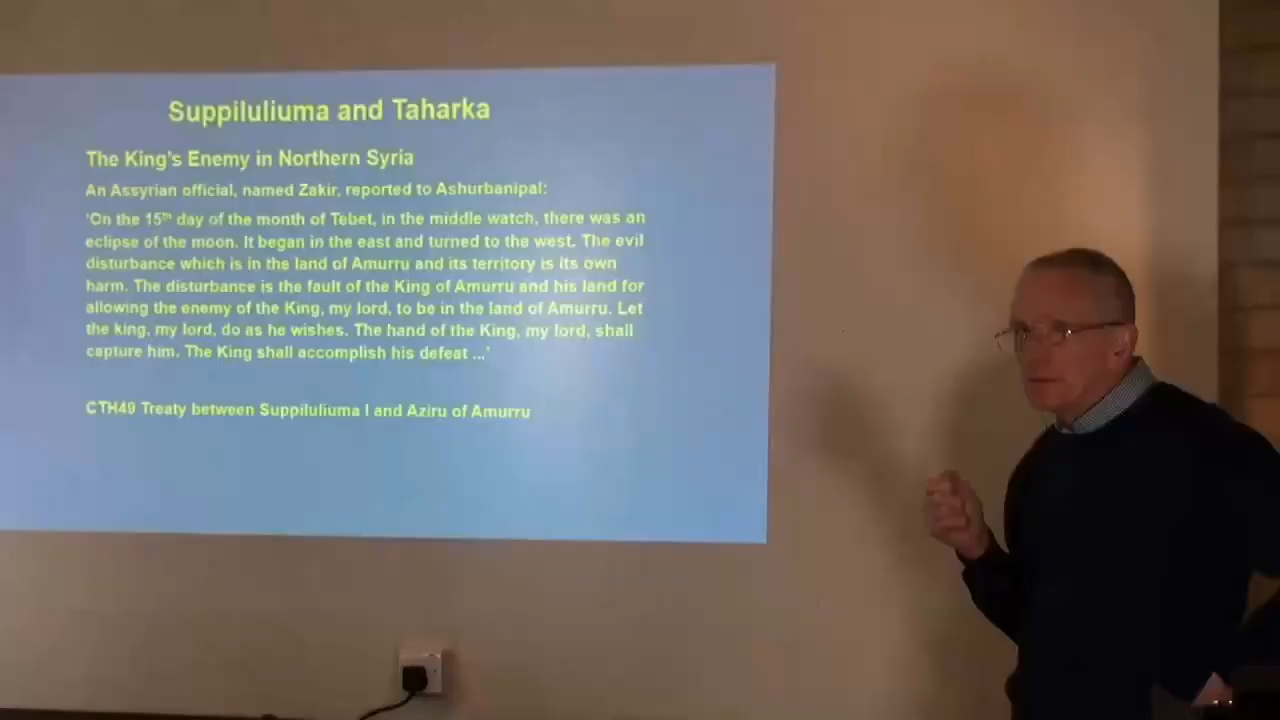 Suppiluliuma and Taharka
The King's Enemy in Northern Syria
An Assyrian official, named Zakir, reported to Ashurbanipal:
'On the 15th day of the month of Tebet, in the middle watch, there was an
eclipse of the moon. It began in the east and turned to the west. The evil
disturbance which is in the land of Amurru and its territory is its own
harm. The disturbance is the fault of the King of Amurru and his land for
allowing the enemy of the King, my lord, to be in the land of Amurru. Let
the king, my lord, do as he wishes. The hand of the King, my lord, shall
capture him. The King shall accomplish his defeat ...'
CTH49 Treaty between Suppiluliuma I and Aziru of Amurru